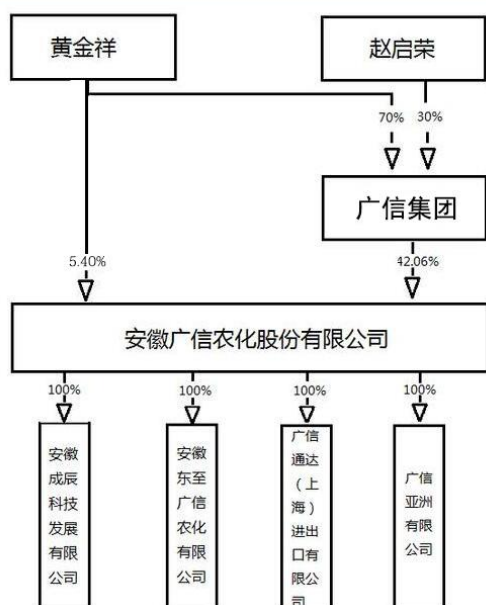 黄金祥
赵启荣
70%
30%
广信集团
5.40%
42.06%
安徽广信农化股份有限公司
100%
100%
100%
100%
安徽
成辰
科技
发展
有限
公司
安徽
东至
广信
农化
有限
公司
广信
通达
（上
海）
进出
口有
限公
司
广信
亚洲
有限
公司